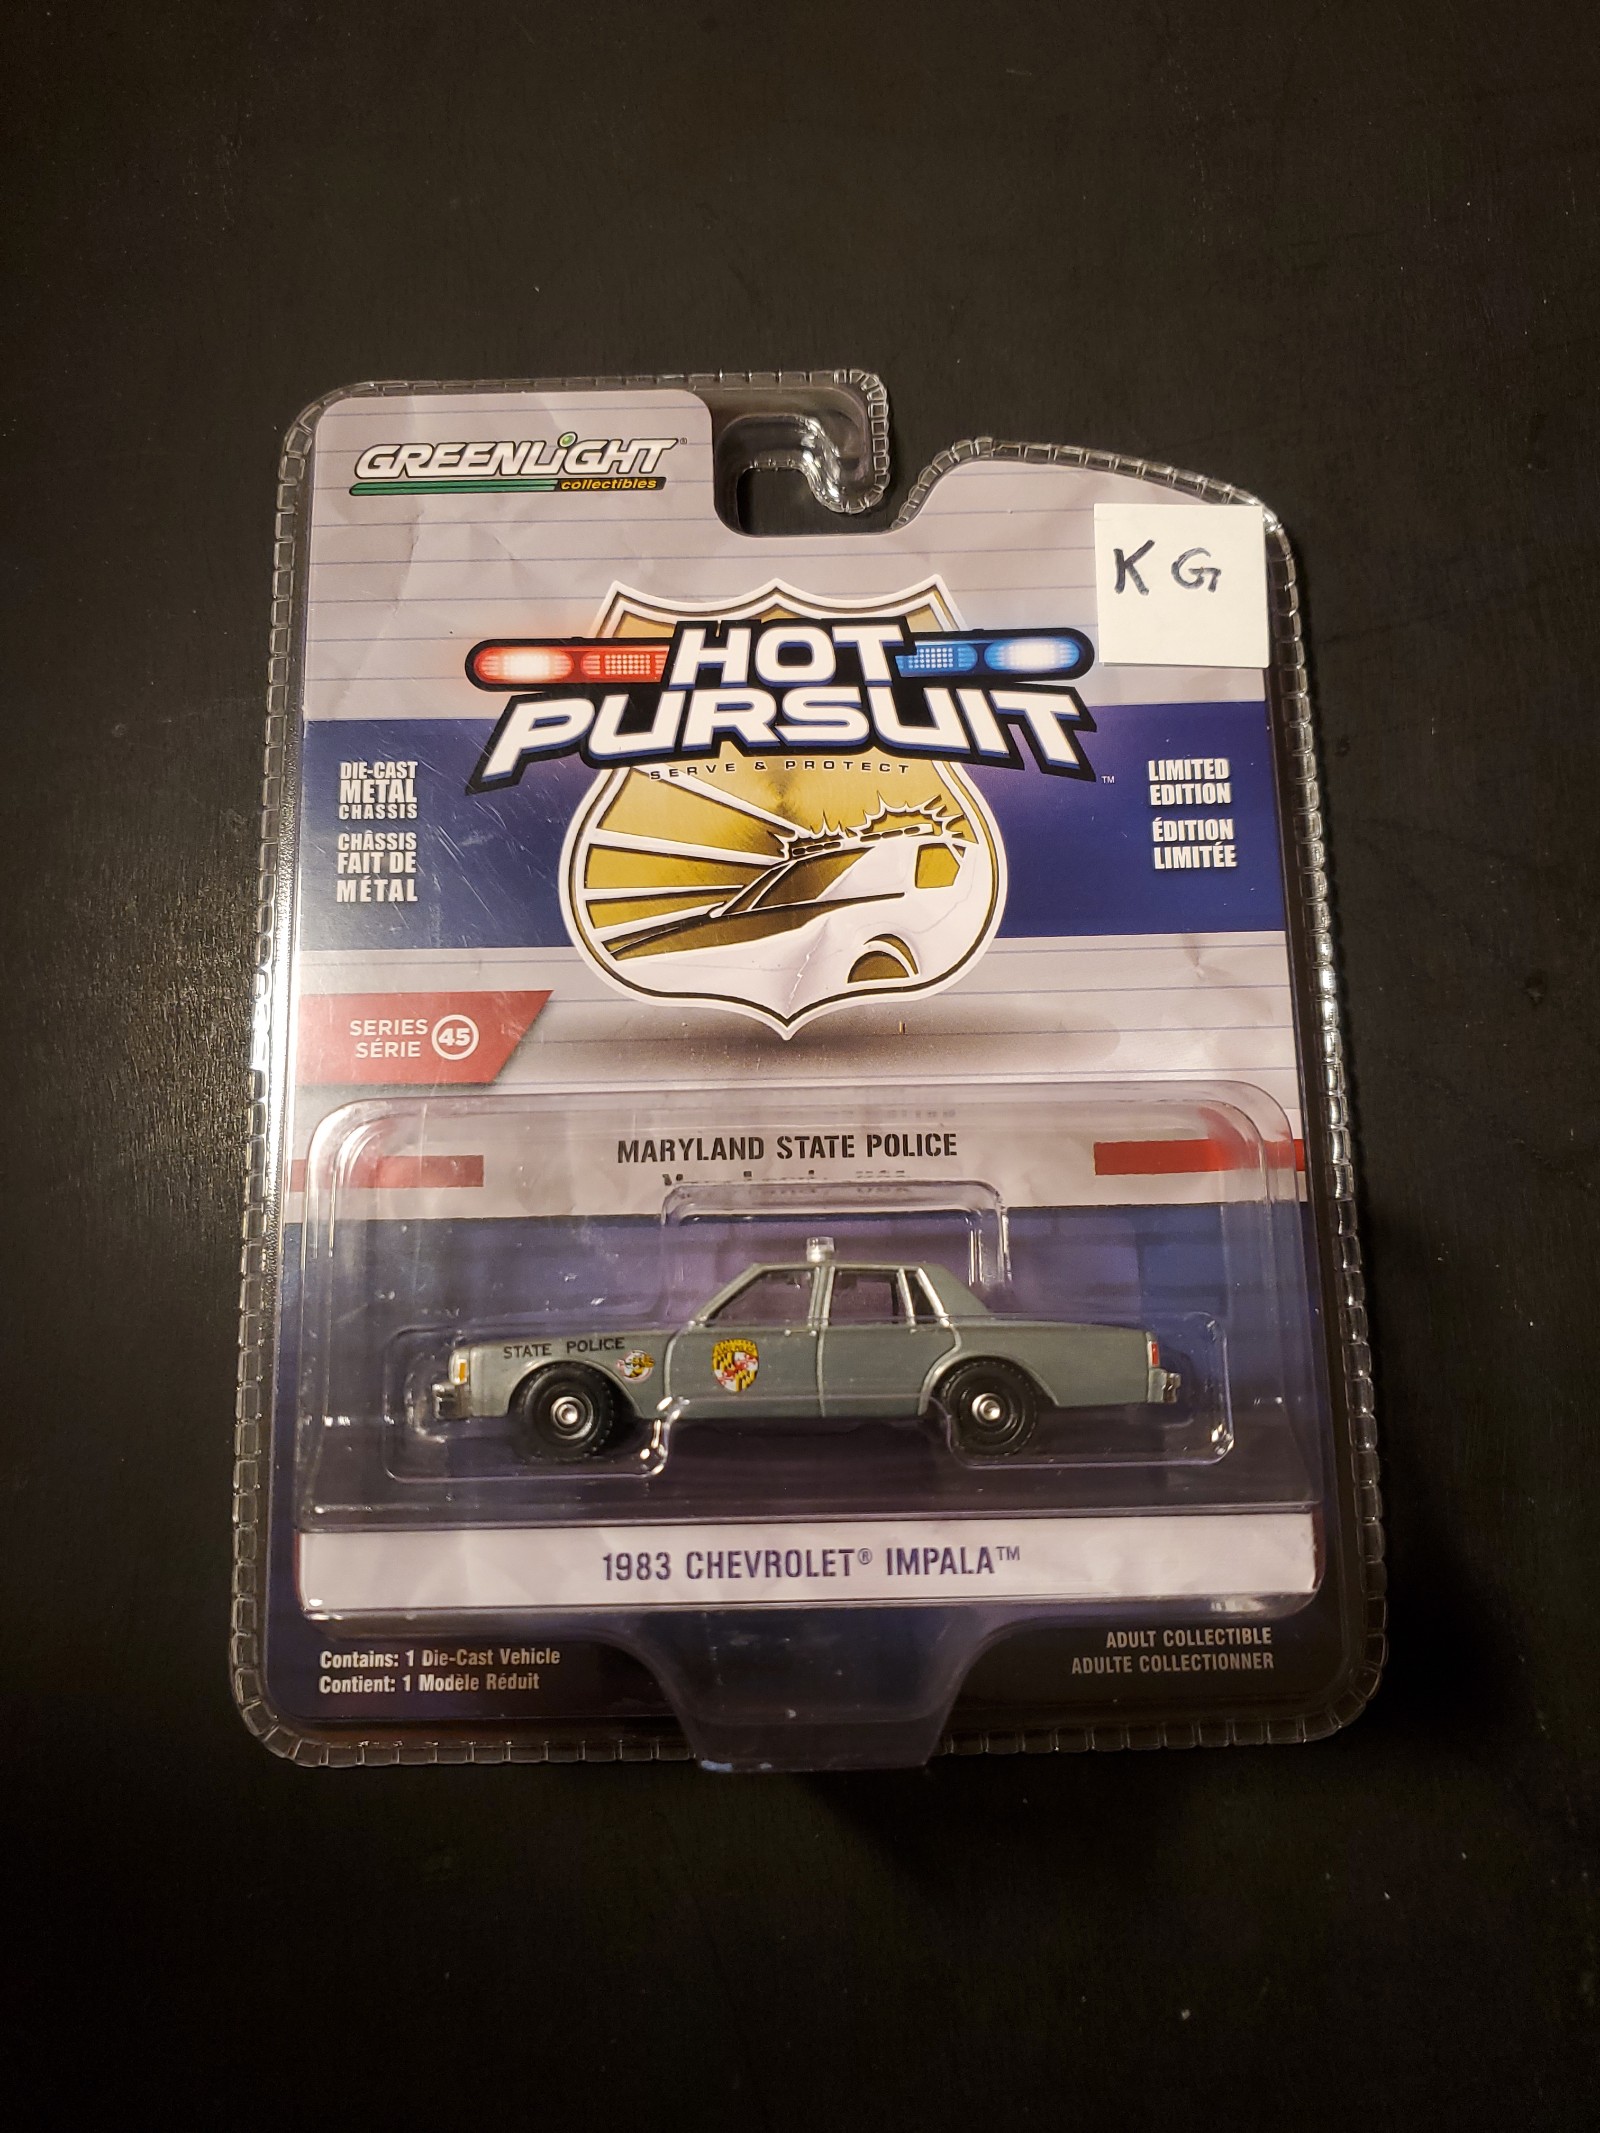 GREENLIGHT®
collectibles
K G
HOT
PURSUIT™
SERVE & PROTECT
DIE-CAST
METAL
CHASSIS
CHÂSSIS
FAIT DE
MÉTAL
LIMITED
EDITION
ÉDITION
LIMITÉE
SERIES
SÉRIE
45
MARYLAND STATE POLICE
STATE POLICE
1983 CHEVROLET® IMPALA™
Contains: 1 Die-Cast Vehicle
Contient: 1 Modèle Réduit
ADULT COLLECTIBLE
ADULTE COLLECTIONNER